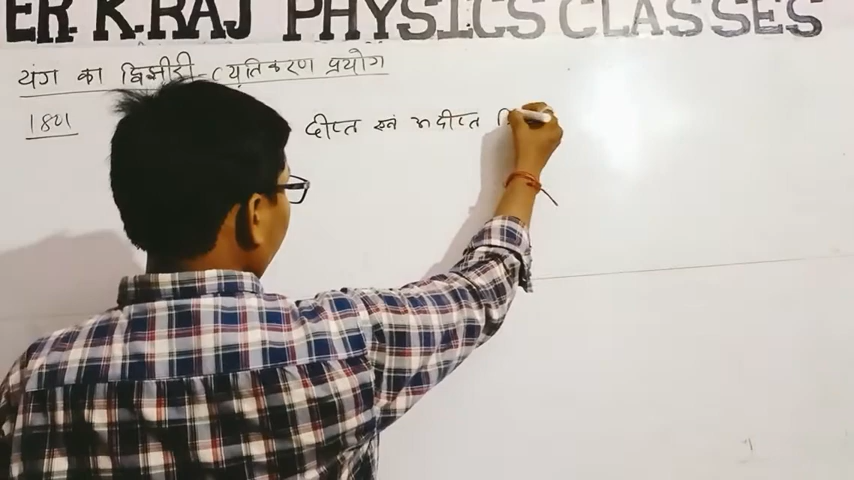 ER K.RAJ PHYSICS CLASSES
यंग का द्विझीरी व्यतिकरण प्रयोग
1801
दीप्त एवं अदीप्त